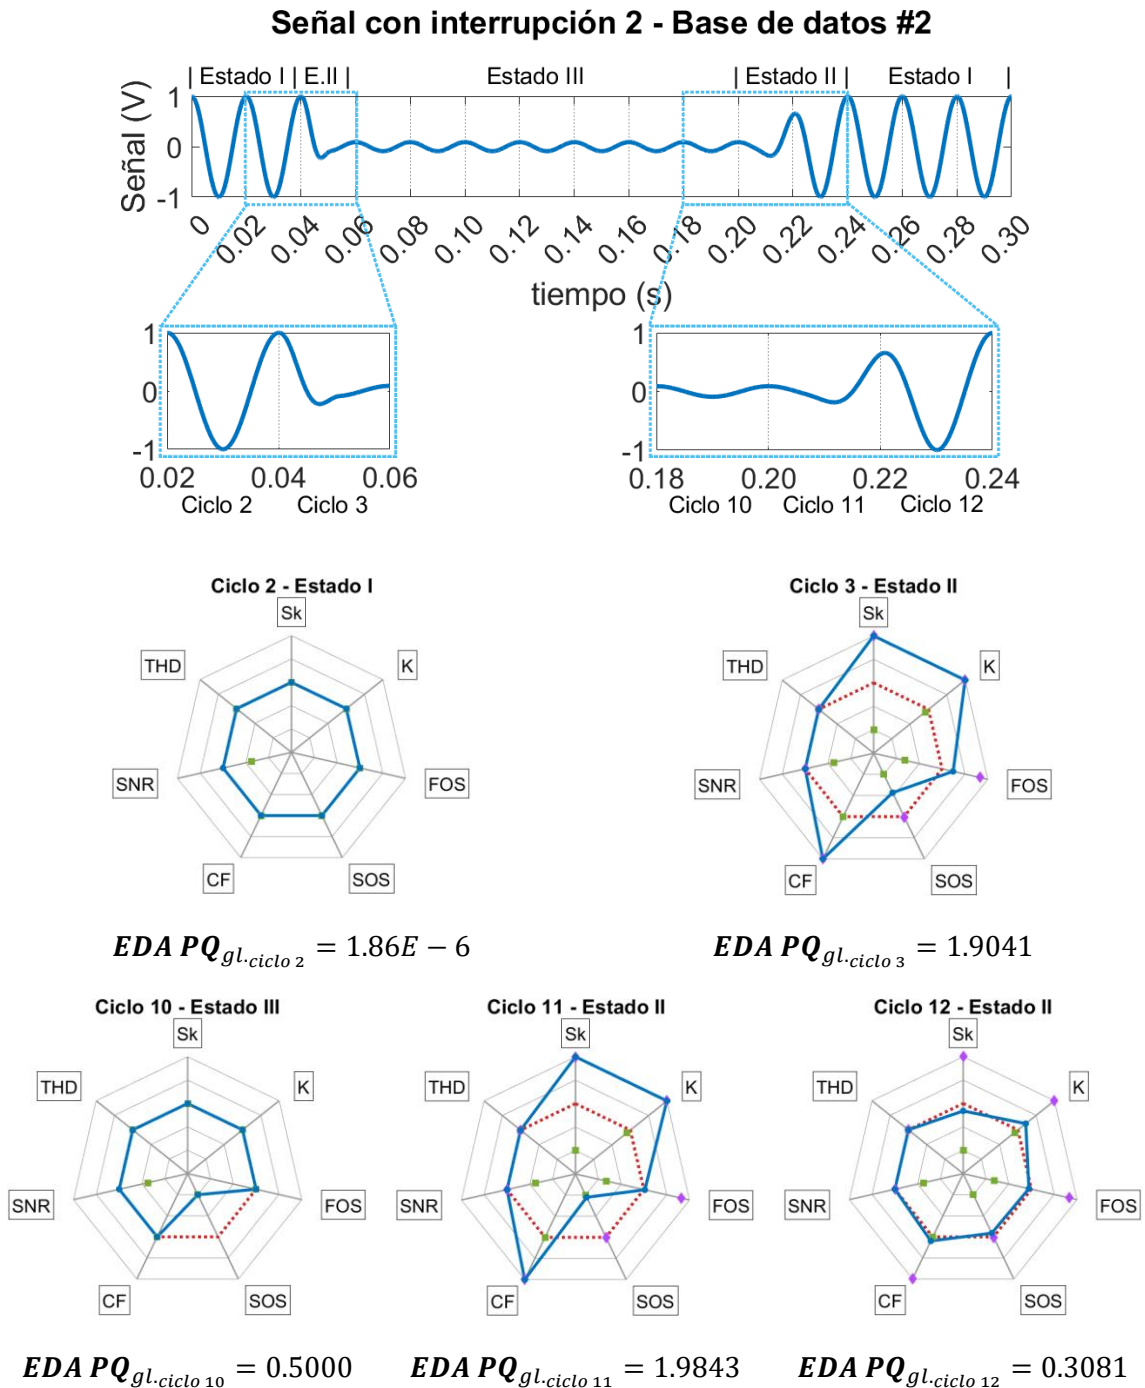 Señal con interrupción 2 - Base de datos #2
| Estado I | E.II | Estado III | Estado II | Estado I |
Señal (V)
1
0
-1
0 0.02 0.04 0.06 0.08 0.10 0.12 0.14 0.16 0.18 0.20 0.22 0.24 0.26 0.28 0.30
tiempo (s)
1
0
-1
0.02 0.04 0.06
Ciclo 2 Ciclo 3
1
0
-1
0.18 0.20 0.22 0.24
Ciclo 10 Ciclo 11 Ciclo 12
Ciclo 2 - Estado I
Sk
THD K
SNR FOS
CF SOS
EDA PQgl.ciclo 2 = 1.86E − 6
Ciclo 3 - Estado II
Sk
THD K
SNR FOS
CF SOS
EDA PQgl.ciclo 3 = 1.9041
Ciclo 10 - Estado III
Sk
THD K
SNR FOS
CF SOS
EDA PQgl.ciclo 10 = 0.5000
Ciclo 11 - Estado II
Sk
THD K
SNR FOS
CF SOS
EDA PQgl.ciclo 11 = 1.9843
Ciclo 12 - Estado II
Sk
THD K
SNR FOS
CF SOS
EDA PQgl.ciclo 12 = 0.3081